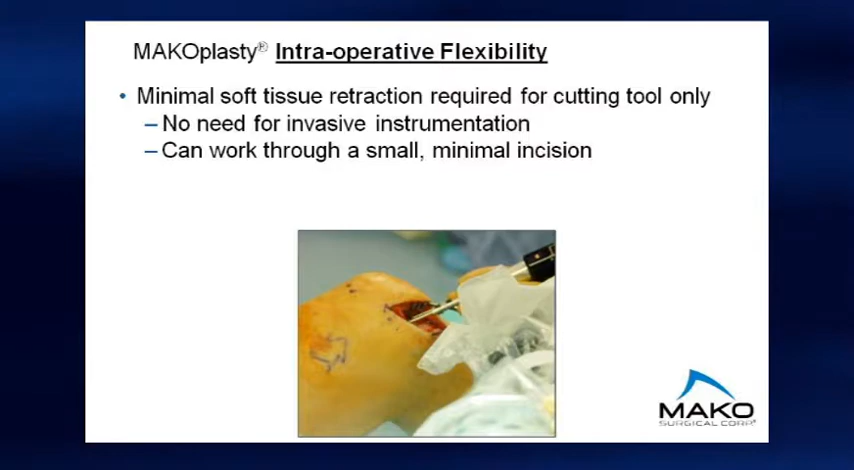 MAKOplasty® Intra-operative Flexibility
• Minimal soft tissue retraction required for cutting tool only
– No need for invasive instrumentation
– Can work through a small, minimal incision
MAKO
SURGICAL CORP.